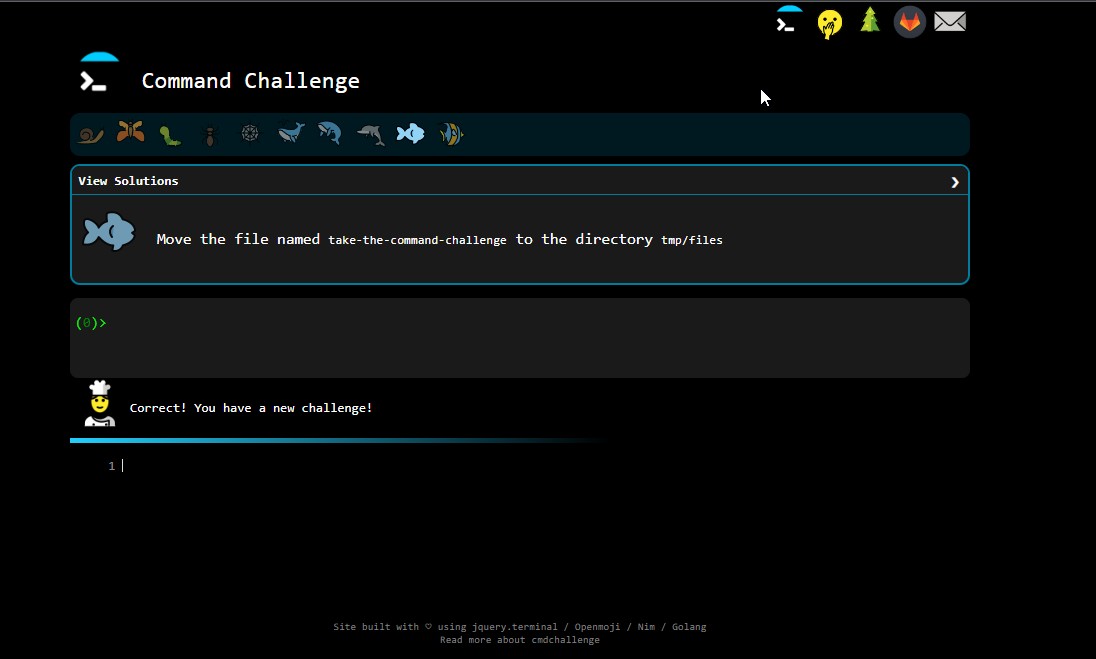 Command Challenge
View Solutions ❯
Move the file named take-the-command-challenge to the directory tmp/files
(0)>
Correct! You have a new challenge!
1
Site built with ♡ using jquery.terminal / Openmoji / Nim / Golang
Read more about cmdchallenge